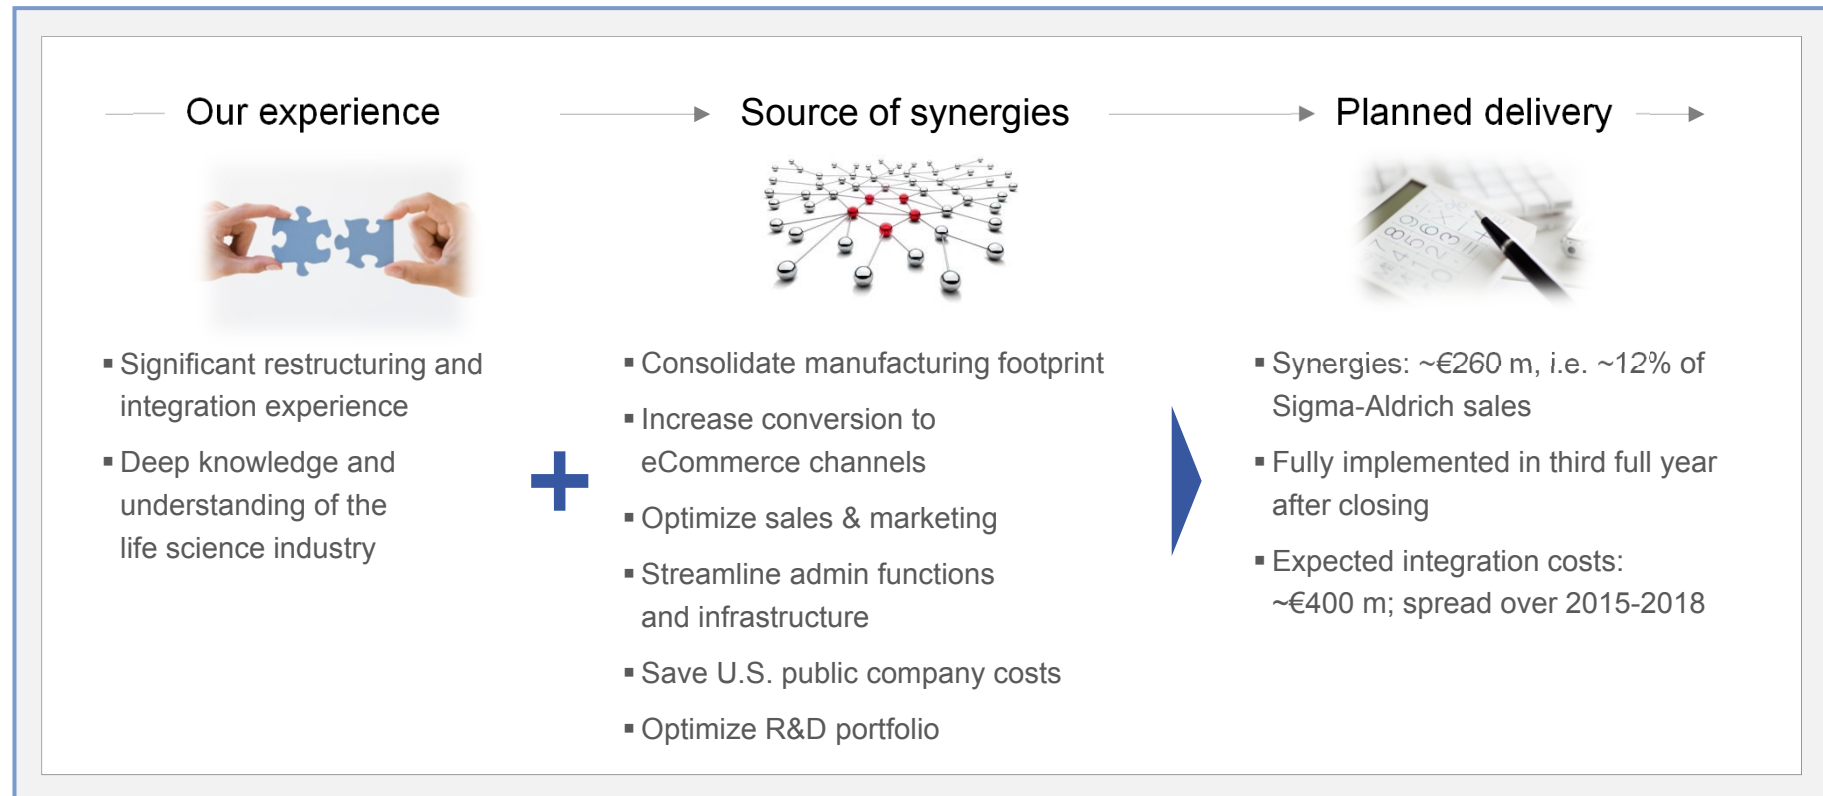 Our experience
Source of synergies
Planned delivery
▪ Significant restructuring and
integration experience
▪ Deep knowledge and
understanding of the
life science industry
▪ Consolidate manufacturing footprint
▪ Increase conversion to
eCommerce channels
▪ Optimize sales & marketing
▪ Streamline admin functions
and infrastructure
▪ Save U.S. public company costs
▪ Optimize R&D portfolio
▪ Synergies: ~€260 m, i.e. ~12% of
Sigma-Aldrich sales
▪ Fully implemented in third full year
after closing
▪ Expected integration costs:
~€400 m; spread over 2015-2018